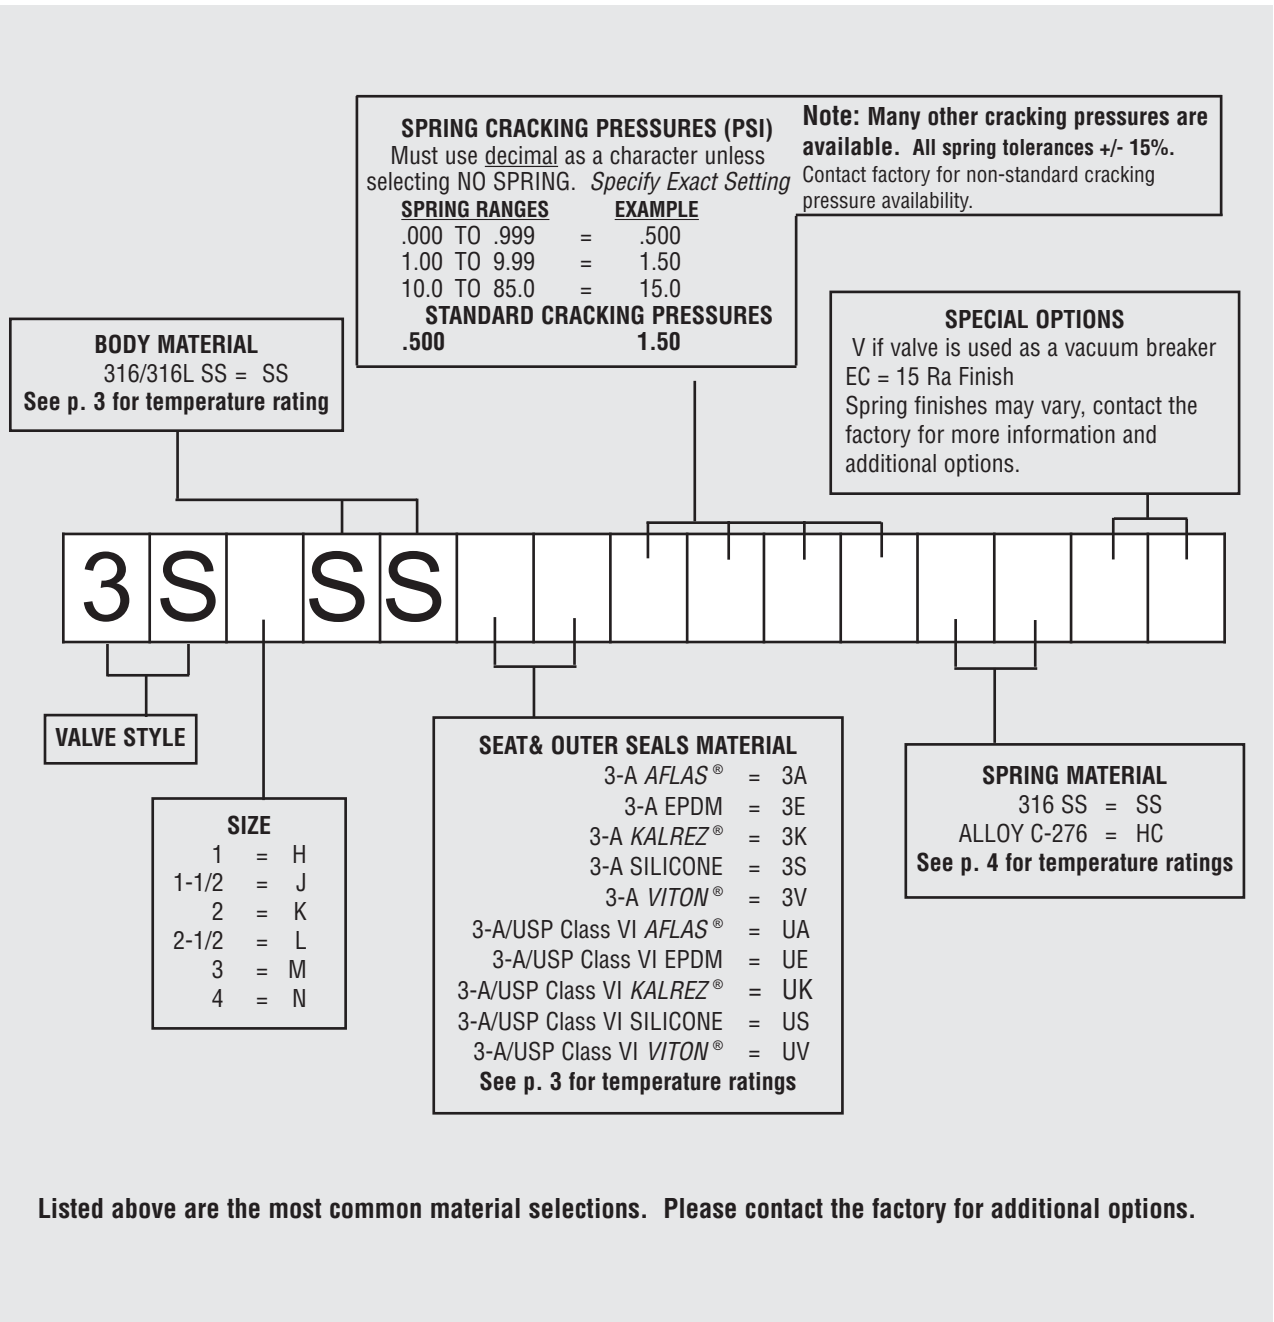 SPRING CRACKING PRESSURES (PSI)
Must use decimal as a character unless
selecting NO SPRING. Specify Exact Setting
SPRING RANGES EXAMPLE
.000 TO .999 = .500
1.00 TO 9.99 = 1.50
10.0 TO 85.0 = 15.0
STANDARD CRACKING PRESSURES
.500 1.50
Note: Many other cracking pressures are
available. All spring tolerances +/- 15%.
Contact factory for non-standard cracking
pressure availability.
BODY MATERIAL
316/316L SS = SS
See p. 3 for temperature rating
SPECIAL OPTIONS
V if valve is used as a vacuum breaker
EC = 15 Ra Finish
Spring finishes may vary, contact the
factory for more information and
additional options.
3 S S S
VALVE STYLE
SIZE
1 = H
1-1/2 = J
2 = K
2-1/2 = L
3 = M
4 = N
SEAT& OUTER SEALS MATERIAL
3-A AFLAS ® = 3A
3-A EPDM = 3E
3-A KALREZ ® = 3K
3-A SILICONE = 3S
3-A VITON ® = 3V
3-A/USP Class VI AFLAS ® = UA
3-A/USP Class VI EPDM = UE
3-A/USP Class VI KALREZ ® = UK
3-A/USP Class VI SILICONE = US
3-A/USP Class VI VITON ® = UV
See p. 3 for temperature ratings
SPRING MATERIAL
316 SS = SS
ALLOY C-276 = HC
See p. 4 for temperature ratings
Listed above are the most common material selections. Please contact the factory for additional options.